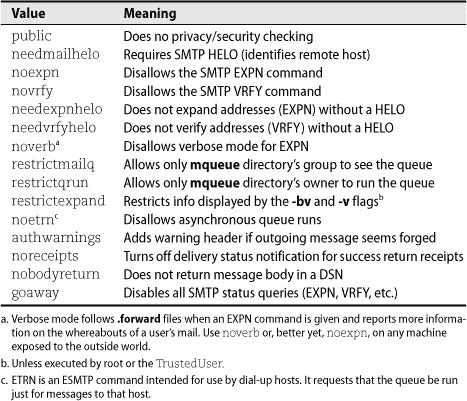 Value Meaning
public Does no privacy/security checking
needmailhelo Requires SMTP HELO (identifies remote host)
noexpn Disallows the SMTP EXPN command
novrfy Disallows the SMTP VRFY command
needexpnhelo Does not expand addresses (EXPN) without a HELO
needvrfyhelo Does not verify addresses (VRFY) without a HELO
noverb a Disallows verbose mode for EXPN
restrictmailq Allows only mqueue directory's group to see the queue
restrictqrun Allows only mqueue directory's owner to run the queue
restrictexpand Restricts info displayed by the -bv and -v flags b
noetrn c Disallows asynchronous queue runs
authwarnings Adds warning header if outgoing message seems forged
noreceipts Turns off delivery status notification for success return receipts
nobodyreturn Does not return message body in a DSN
goaway Disables all SMTP status queries (EXPN, VRFY, etc.)
a. Verbose mode follows .forward files when an EXPN command is given and reports more informa-
tion on the whereabouts of a user's mail. Use noverb or, better yet, noexpn, on any machine
exposed to the outside world.
b. Unless executed by root or the TrustedUser.
c. ETRN is an ESMTP command intended for use by dial-up hosts. It requests that the queue be run
just for messages to that host.